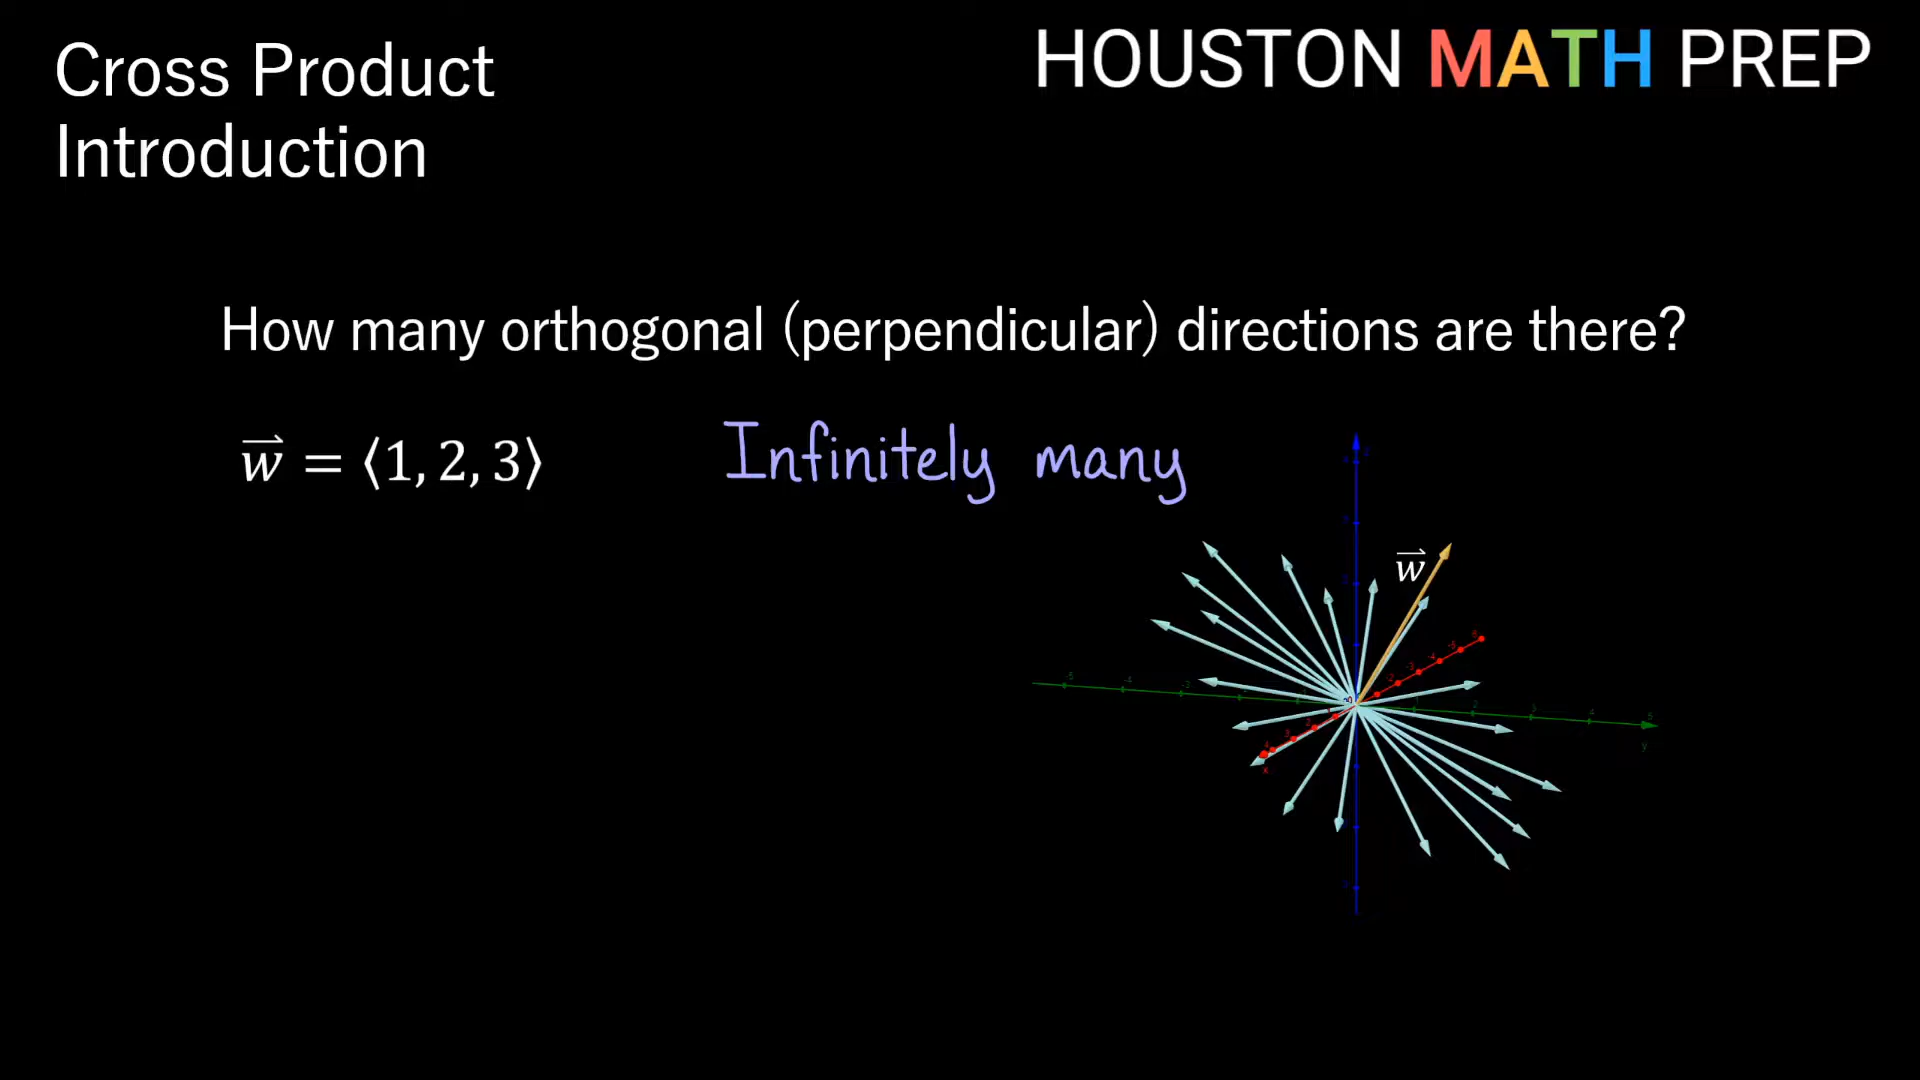 Cross Product
Introduction
HOUSTON MATH PREP
How many orthogonal (perpendicular) directions are there?
w⃗ = ⟨1, 2, 3⟩
Infinitely many
w⃗
x
y